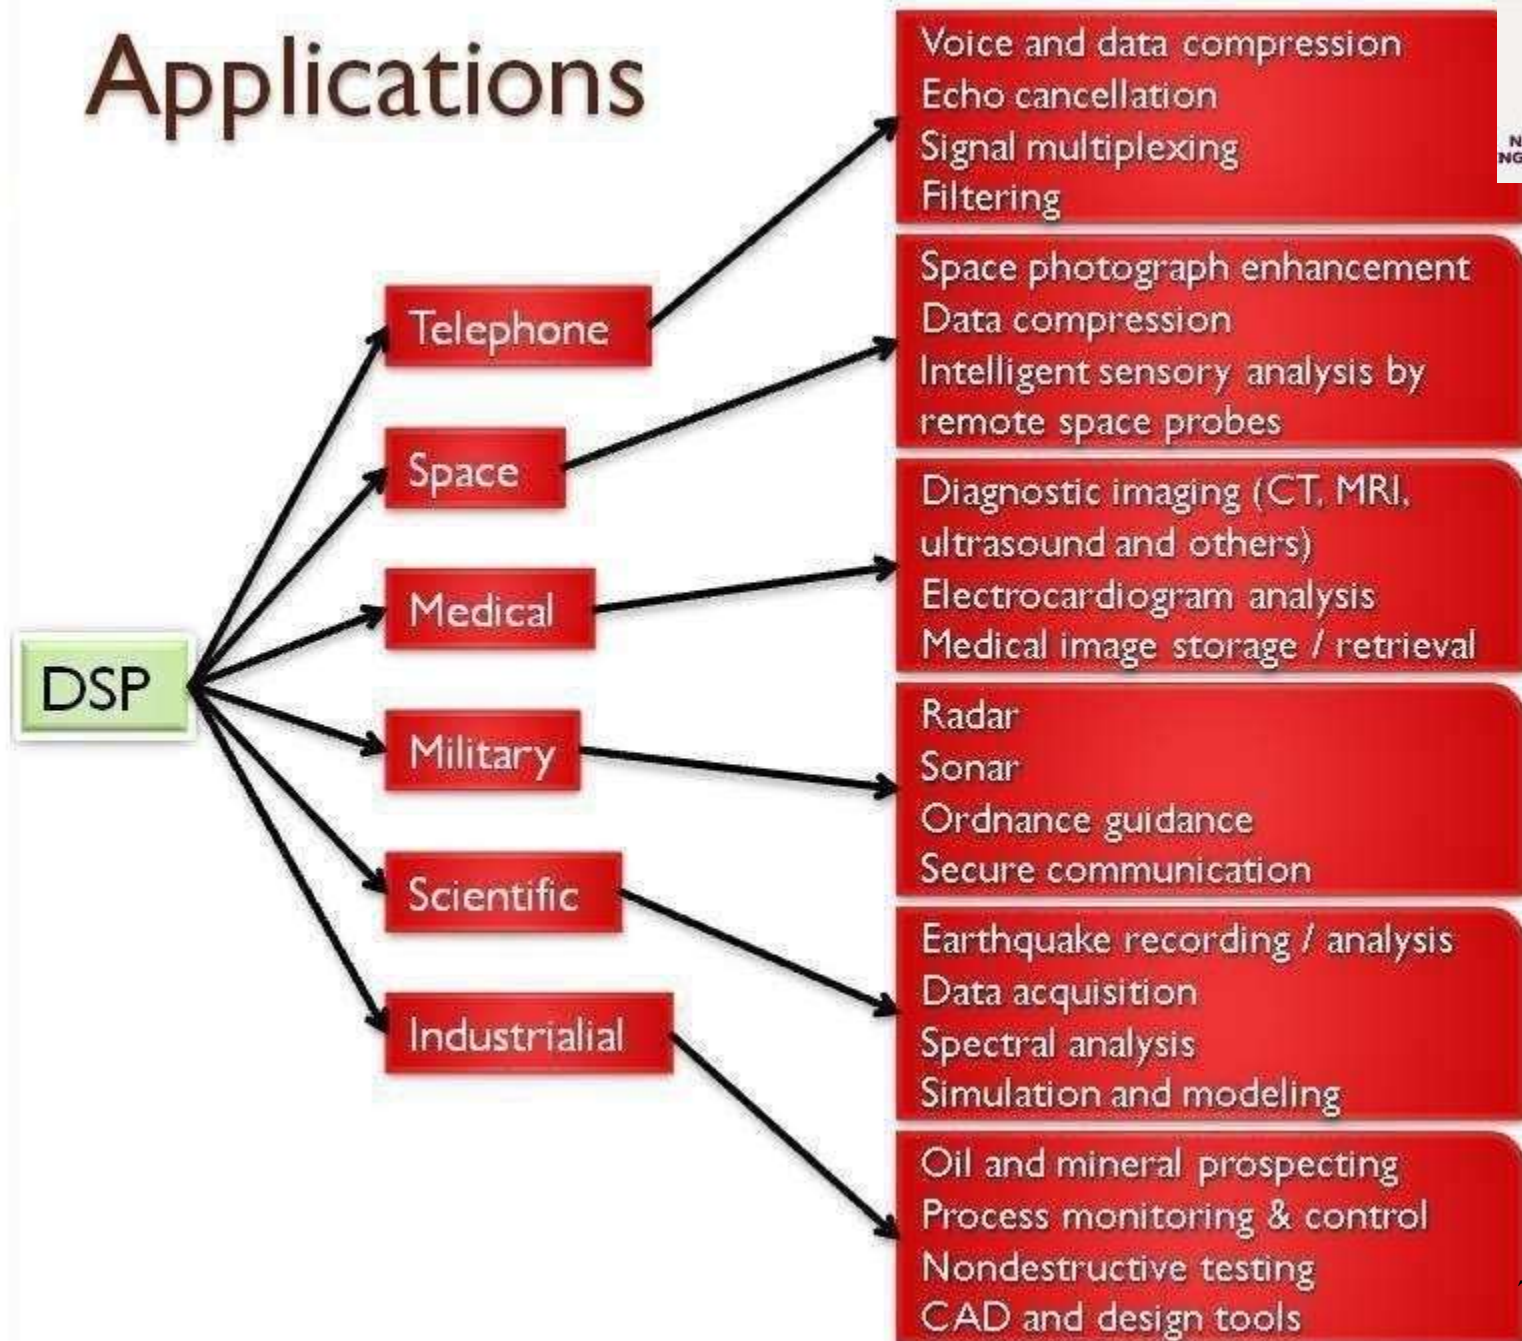 Applications
DSP
Telephone
Space
Medical
Military
Scientific
Industrialial
Voice and data compression
Echo cancellation
Signal multiplexing
Filtering
Space photograph enhancement
Data compression
Intelligent sensory analysis by
remote space probes
Diagnostic imaging (CT, MRI,
ultrasound and others)
Electrocardiogram analysis
Medical image storage / retrieval
Radar
Sonar
Ordnance guidance
Secure communication
Earthquake recording / analysis
Data acquisition
Spectral analysis
Simulation and modeling
Oil and mineral prospecting
Process monitoring & control
Nondestructive testing
CAD and design tools